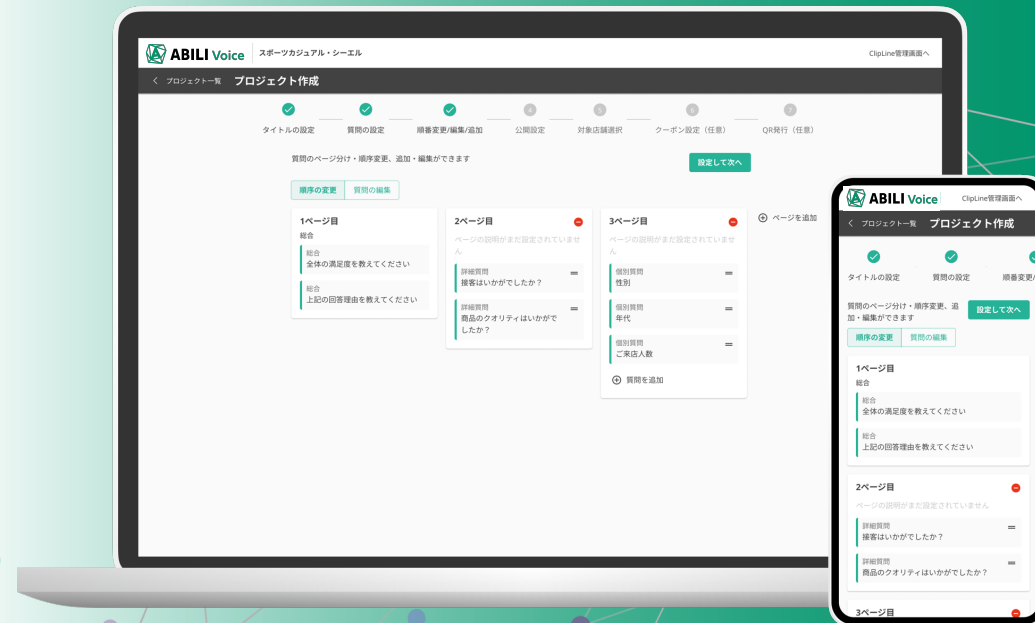 ABILI Voice スポーツカジュアル・シーエル ClipLine管理画面へ
プロジェクト一覧 プロジェクト作成
4 5 6 7
タイトルの設定 質問の設定 順番変更/編集/追加 公開設定 対象店舗選択 クーポン設定（任意） QR発行（任意）
質問のページ分け・順序変更、追加・編集ができます 設定して次へ
順序の変更 質問の編集
1ページ目
総合
総合
全体の満足度を教えてください
総合
上記の回答理由を教えてください
2ページ目
ページの説明がまだ設定されていませ
ん
詳細質問
接客はいかがでしたか？
詳細質問
商品のクオリティはいかがで
したか？
3ページ目
ページの説明がまだ設定されていませ
ん
個別質問
性別
個別質問
年代
個別質問
ご来店人数
質問を追加
ページを追加
ABILI Voice ClipLine管理画面へ
プロジェクト一覧 プロジェクト作成
タイトルの設定 質問の設定 順番変更/
質問のページ分け・順序変更、追
加・編集ができます
設定して次へ
順序の変更 質問の編集
1ページ目
総合
総合
全体の満足度を教えてください
総合
上記の回答理由を教えてください
2ページ目
ページの説明がまだ設定されていません
詳細質問
接客はいかがでしたか？
詳細質問
商品のクオリティはいかがでしたか？
3ページ目